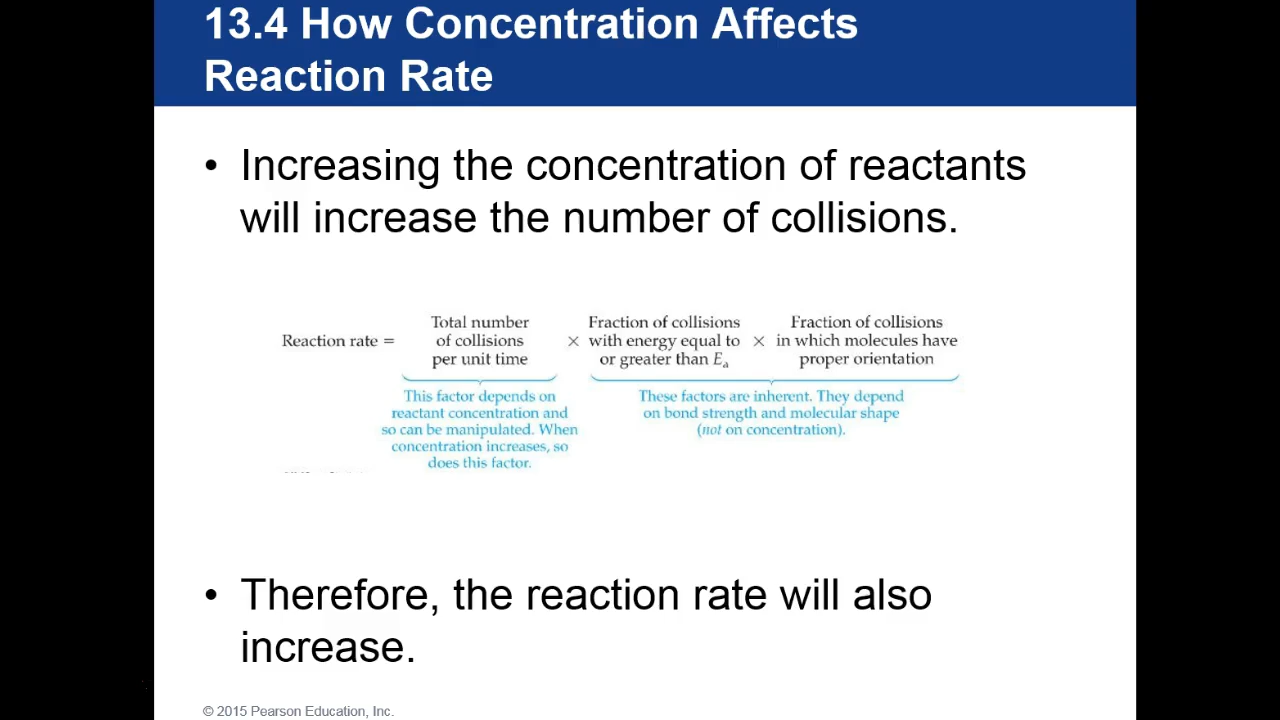 13.4 How Concentration Affects
Reaction Rate
• Increasing the concentration of reactants
will increase the number of collisions.
Reaction rate = Total number of collisions per unit time × Fraction of collisions with energy equal to or greater than Eₐ × Fraction of collisions in which molecules have proper orientation
This factor depends on
reactant concentration and
so can be manipulated. When
concentration increases, so
does this factor.
These factors are inherent. They depend
on bond strength and molecular shape
(not on concentration).
• Therefore, the reaction rate will also
increase.
© 2015 Pearson Education, Inc.